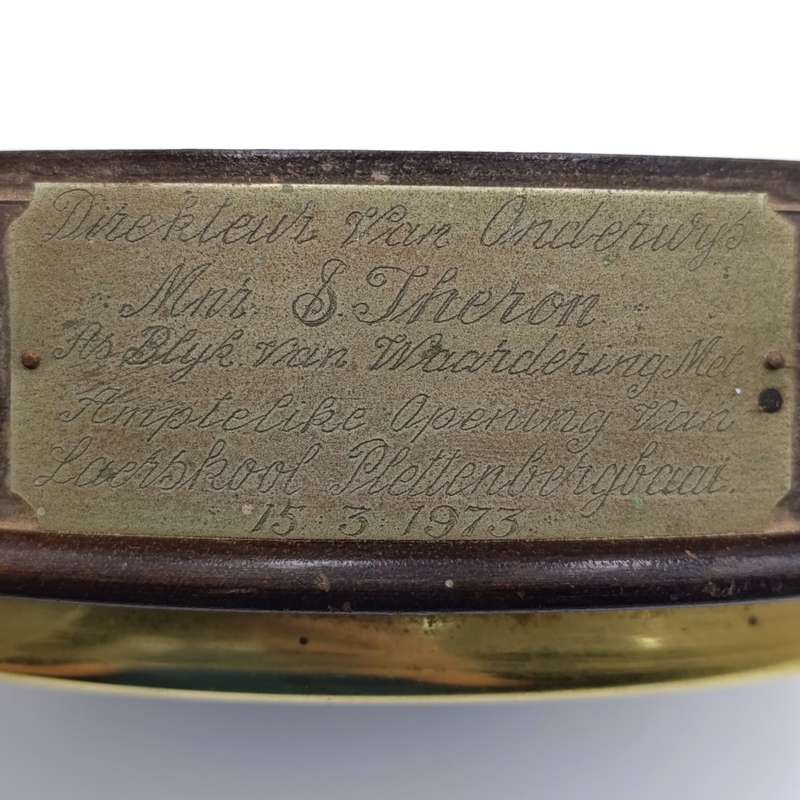 Direkteur Van Onderwys
Mnr. S. Theron
As Blyk van Waardering Met
Amptelike Opening van
Laerskool Plettenbergbaai.
15. 3. 1973.